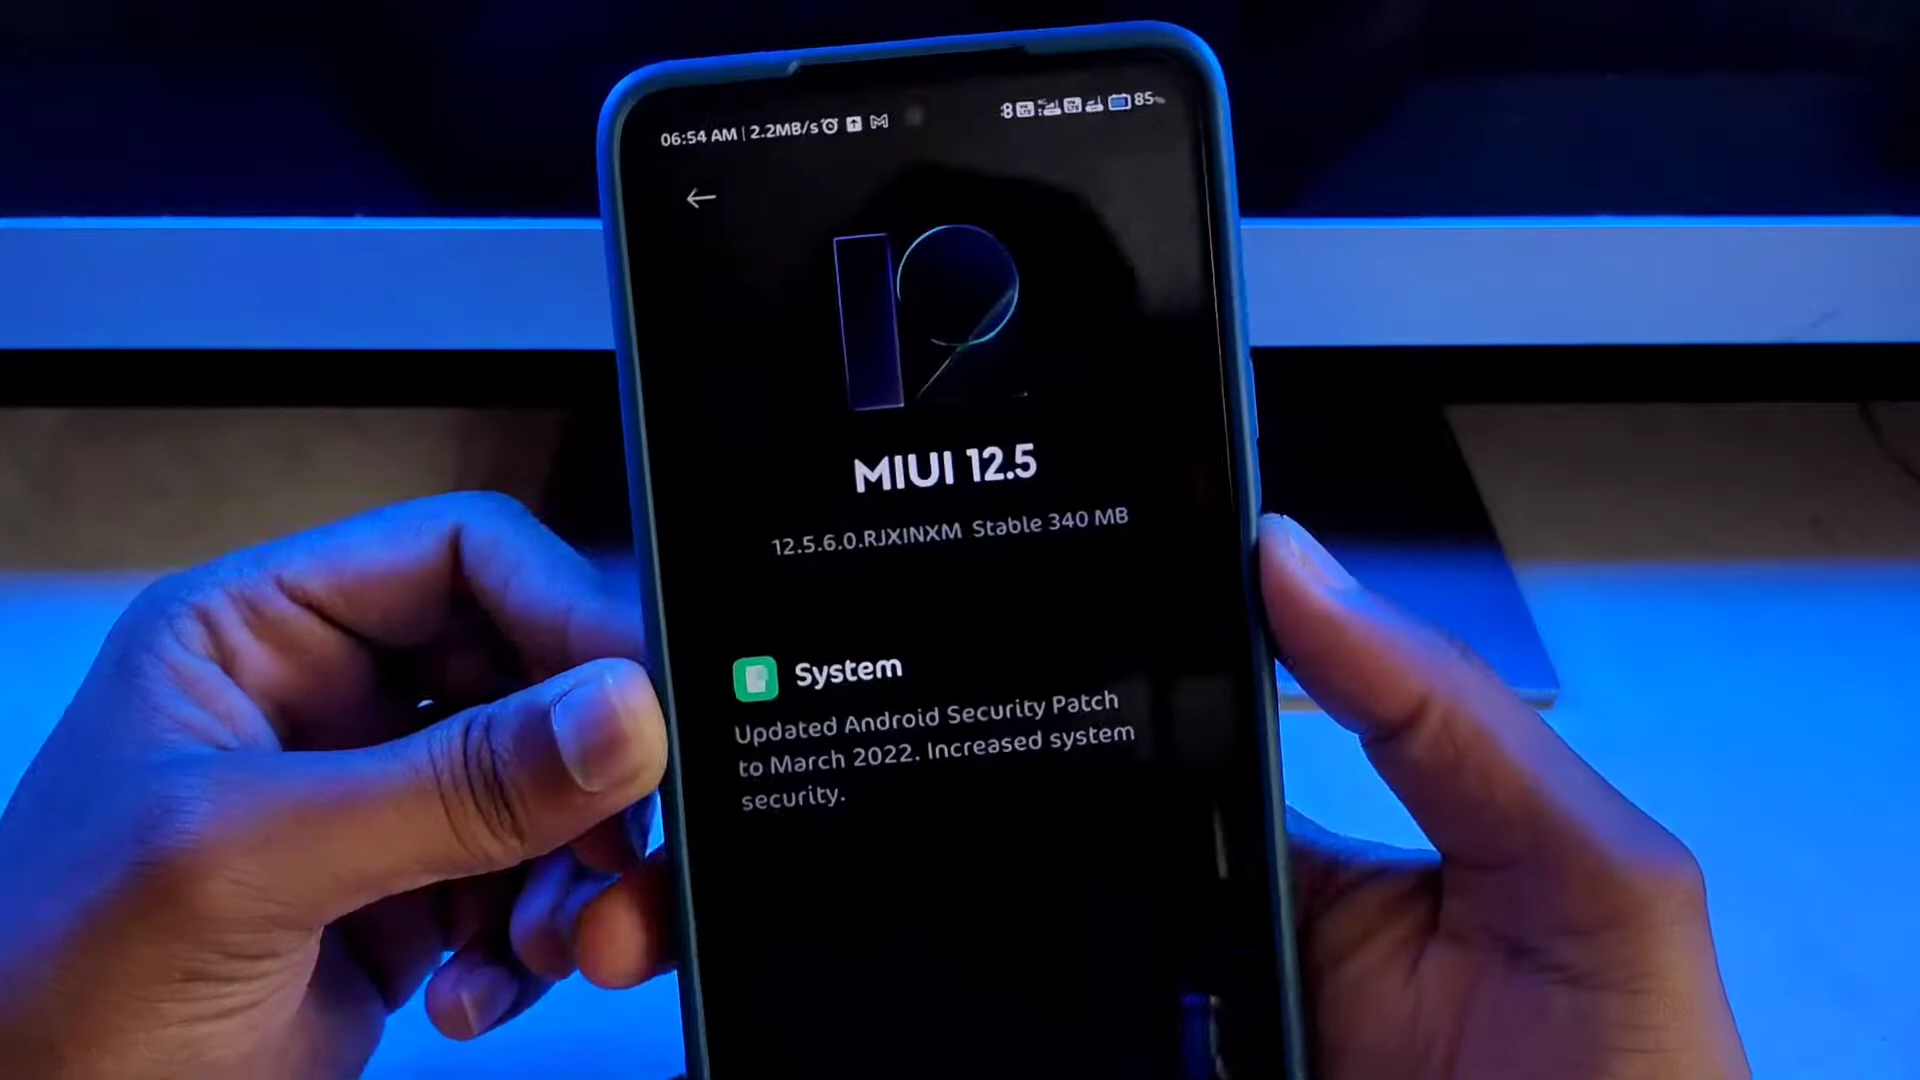 06:54 AM | 2.2MB/s
85
12
MIUI 12.5
12.5.6.0.RJXINXM Stable 340 MB
System
Updated Android Security Patch
to March 2022. Increased system
security.